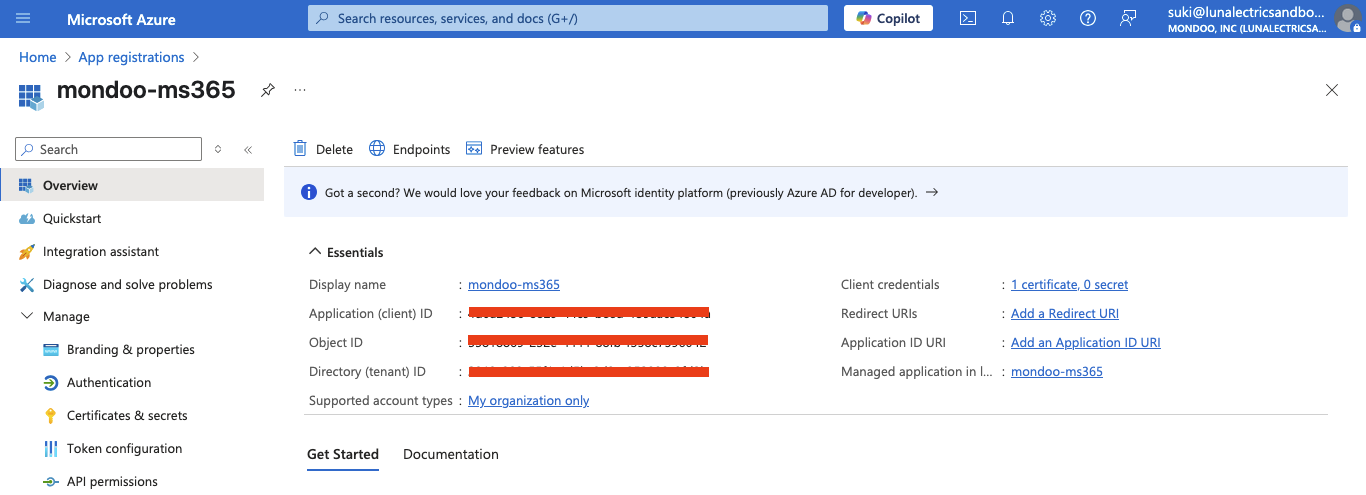 Microsoft Azure
Search resources, services, and docs (G+/)
Copilot
suki@lunalectricsandbo...
MONDOO, INC (LUNALECTRICSA...
Home > App registrations >
mondoo-ms365
...
Search
«
Overview
Quickstart
Integration assistant
Diagnose and solve problems
Manage
Branding & properties
Authentication
Certificates & secrets
Token configuration
API permissions
Delete
Endpoints
Preview features
Got a second? We would love your feedback on Microsoft identity platform (previously Azure AD for developer). →
Essentials
Display name : mondoo-ms365
Application (client) ID :
Object ID :
Directory (tenant) ID :
Supported account types : My organization only
Client credentials : 1 certificate, 0 secret
Redirect URIs : Add a Redirect URI
Application ID URI : Add an Application ID URI
Managed application in l... : mondoo-ms365
Get Started
Documentation